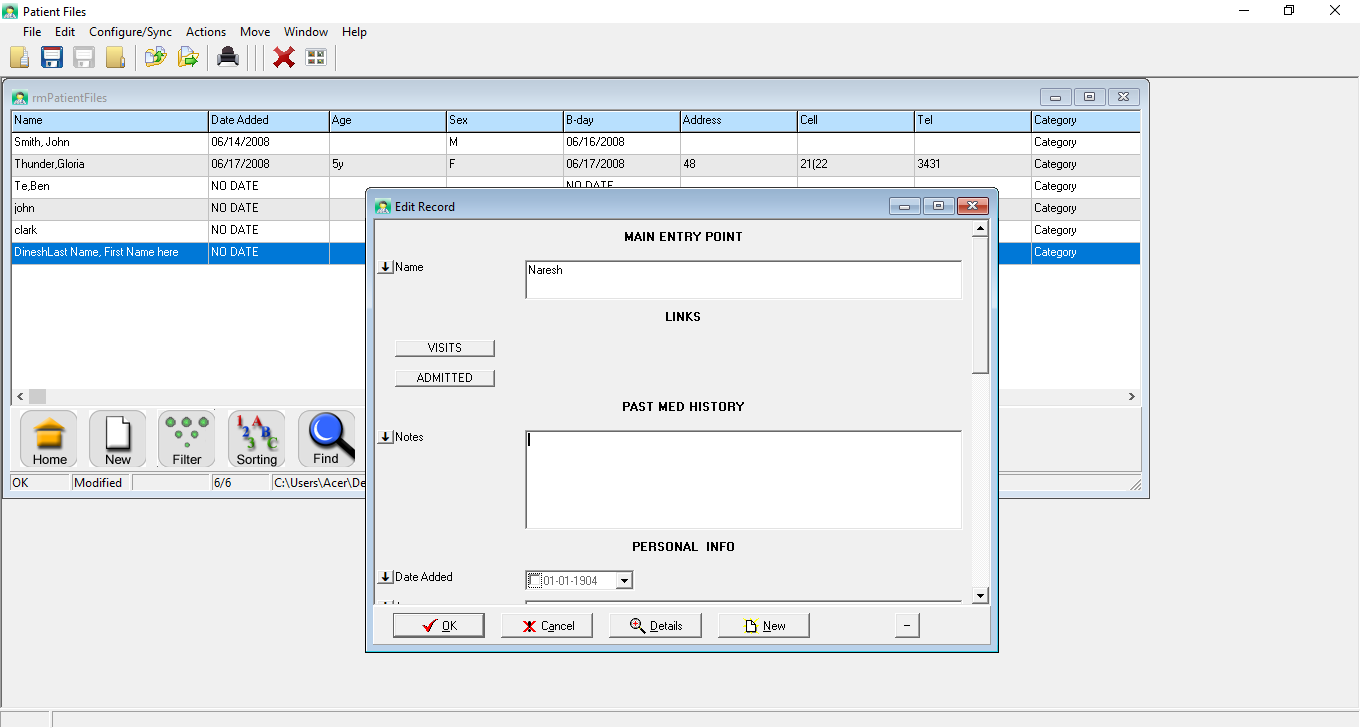 Patient Files
File Edit Configure/Sync Actions Move Window Help
rmPatientFiles
Name Date Added Age Sex B-day Address Cell Tel Category
Smith, John 06/14/2008 M 06/16/2008 Category
Thunder,Gloria 06/17/2008 5y F 06/17/2008 48 21(22 3431 Category
Te,Ben NO DATE NO DATE Category
john NO DATE Category
clark NO DATE Category
DineshLast Name, First Name here NO DATE Category
Home New Filter Sorting Find
OK Modified 6/6 C:\Users\Acer\De
Edit Record
MAIN ENTRY POINT
Name Naresh
LINKS
VISITS
ADMITTED
PAST MED HISTORY
Notes
PERSONAL INFO
Date Added 01-01-1904
OK Cancel Details New –